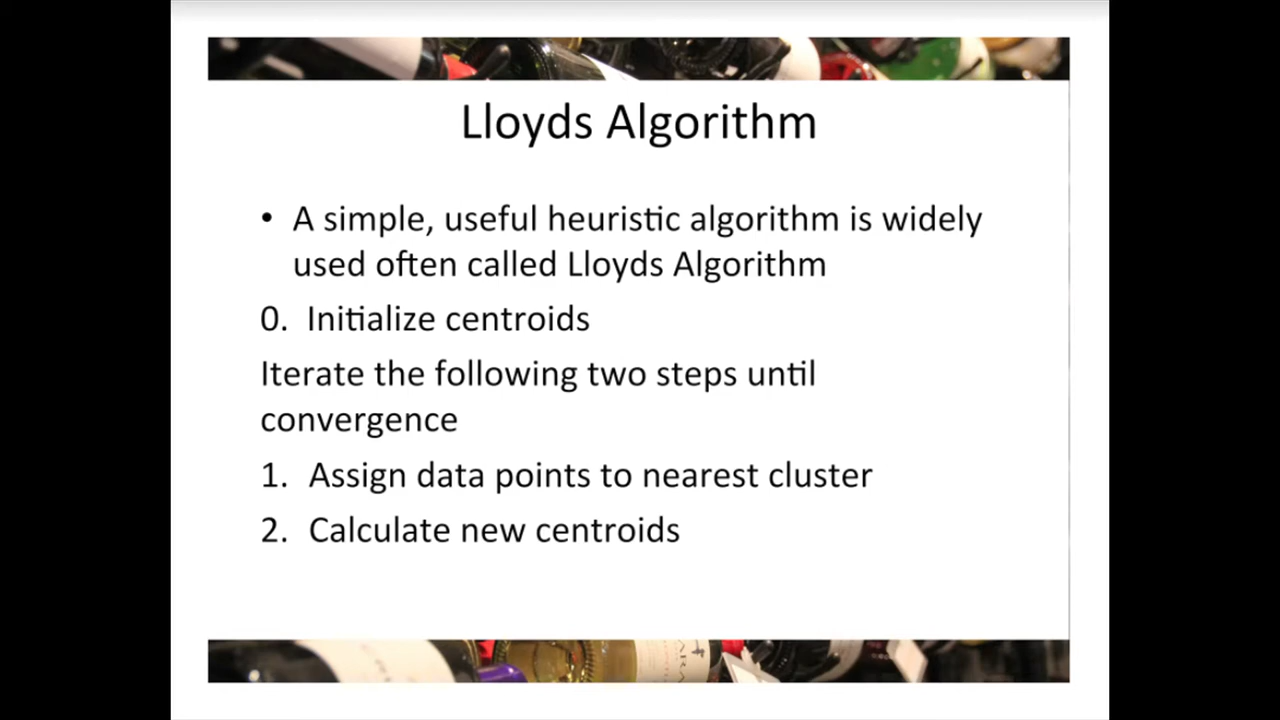 Lloyds Algorithm
• A simple, useful heuristic algorithm is widely
used often called Lloyds Algorithm
0. Initialize centroids
Iterate the following two steps until
convergence
1. Assign data points to nearest cluster
2. Calculate new centroids